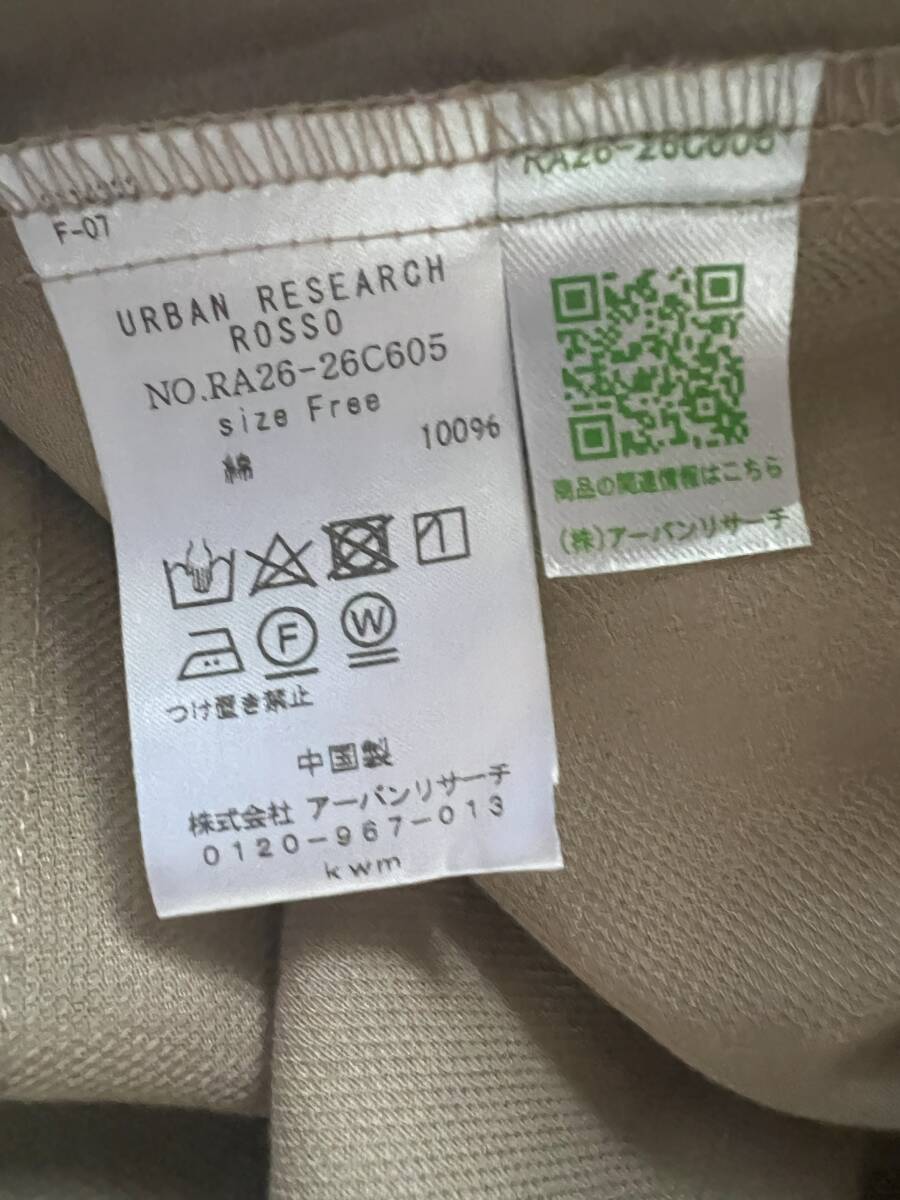 F-07
URBAN RESEARCH
ROSSO
NO.RA26-26C605
size Free
綿 100%
F W
つけ置き禁止
中国製
株式会社 アーバンリサーチ
0120-967-013
kwm
RA26-26C605
商品の関連情報はこちら
(株)アーバンリサーチ